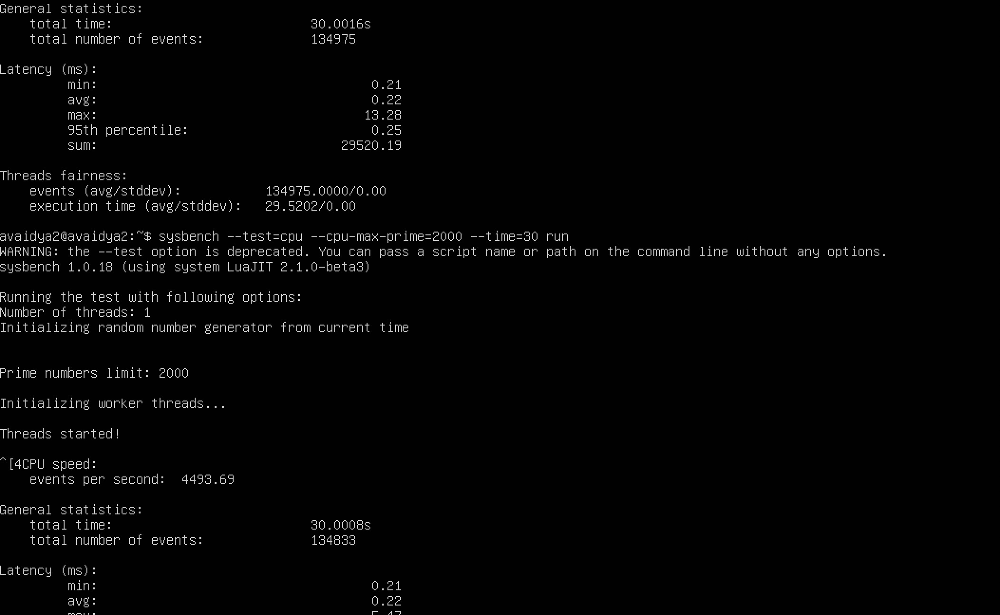 General statistics:
total time: 30.0016s
total number of events: 134975
Latency (ms):
min: 0.21
avg: 0.22
max: 13.28
95th percentile: 0.25
sum: 29520.19
Threads fairness:
events (avg/stddev): 134975.0000/0.00
execution time (avg/stddev): 29.5202/0.00
avaidya2@avaidya2:~$ sysbench --test=cpu --cpu-max-prime=2000 --time=30 run
WARNING: the --test option is deprecated. You can pass a script name or path on the command line without any options.
sysbench 1.0.18 (using system LuaJIT 2.1.0-beta3)
Running the test with following options:
Number of threads: 1
Initializing random number generator from current time
Prime numbers limit: 2000
Initializing worker threads...
Threads started!
^[4CPU speed:
events per second: 4493.69
General statistics:
total time: 30.0008s
total number of events: 134833
Latency (ms):
min: 0.21
avg: 0.22